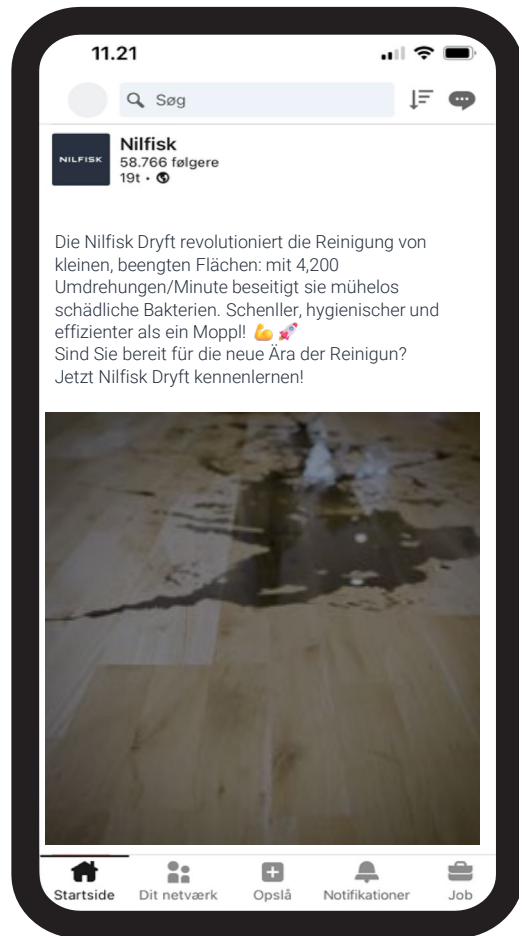 11.21
Søg
NILFISK
Nilfisk
58.766 følgere
19t •
Die Nilfisk Dryft revolutioniert die Reinigung von
kleinen, beengten Flächen: mit 4,200
Umdrehungen/Minute beseitigt sie mühelos
schädliche Bakterien. Schenller, hygienischer und
effizienter als ein Moppl! 💪 🚀
Sind Sie bereit für die neue Ära der Reinigun?
Jetzt Nilfisk Dryft kennenlernen!
Startside Dit netværk Opslå Notifikationer Job